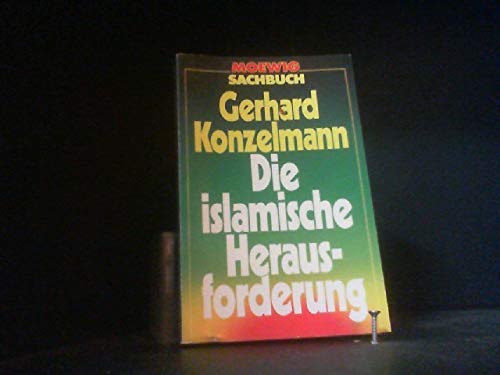 MOEWIG
SACHBUCH
Gerhard
Konzelmann
Die
islamische
Heraus-
forderung